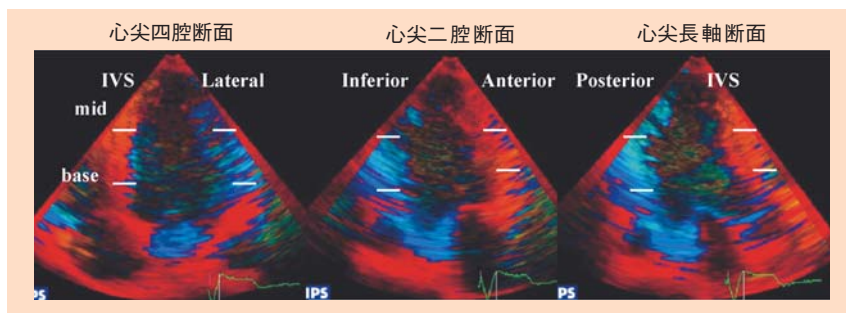 心尖四腔断面
心尖二腔断面
心尖長軸断面
IVS Lateral
mid
base
Inferior Anterior
Posterior IVS
PS
IPS
PS